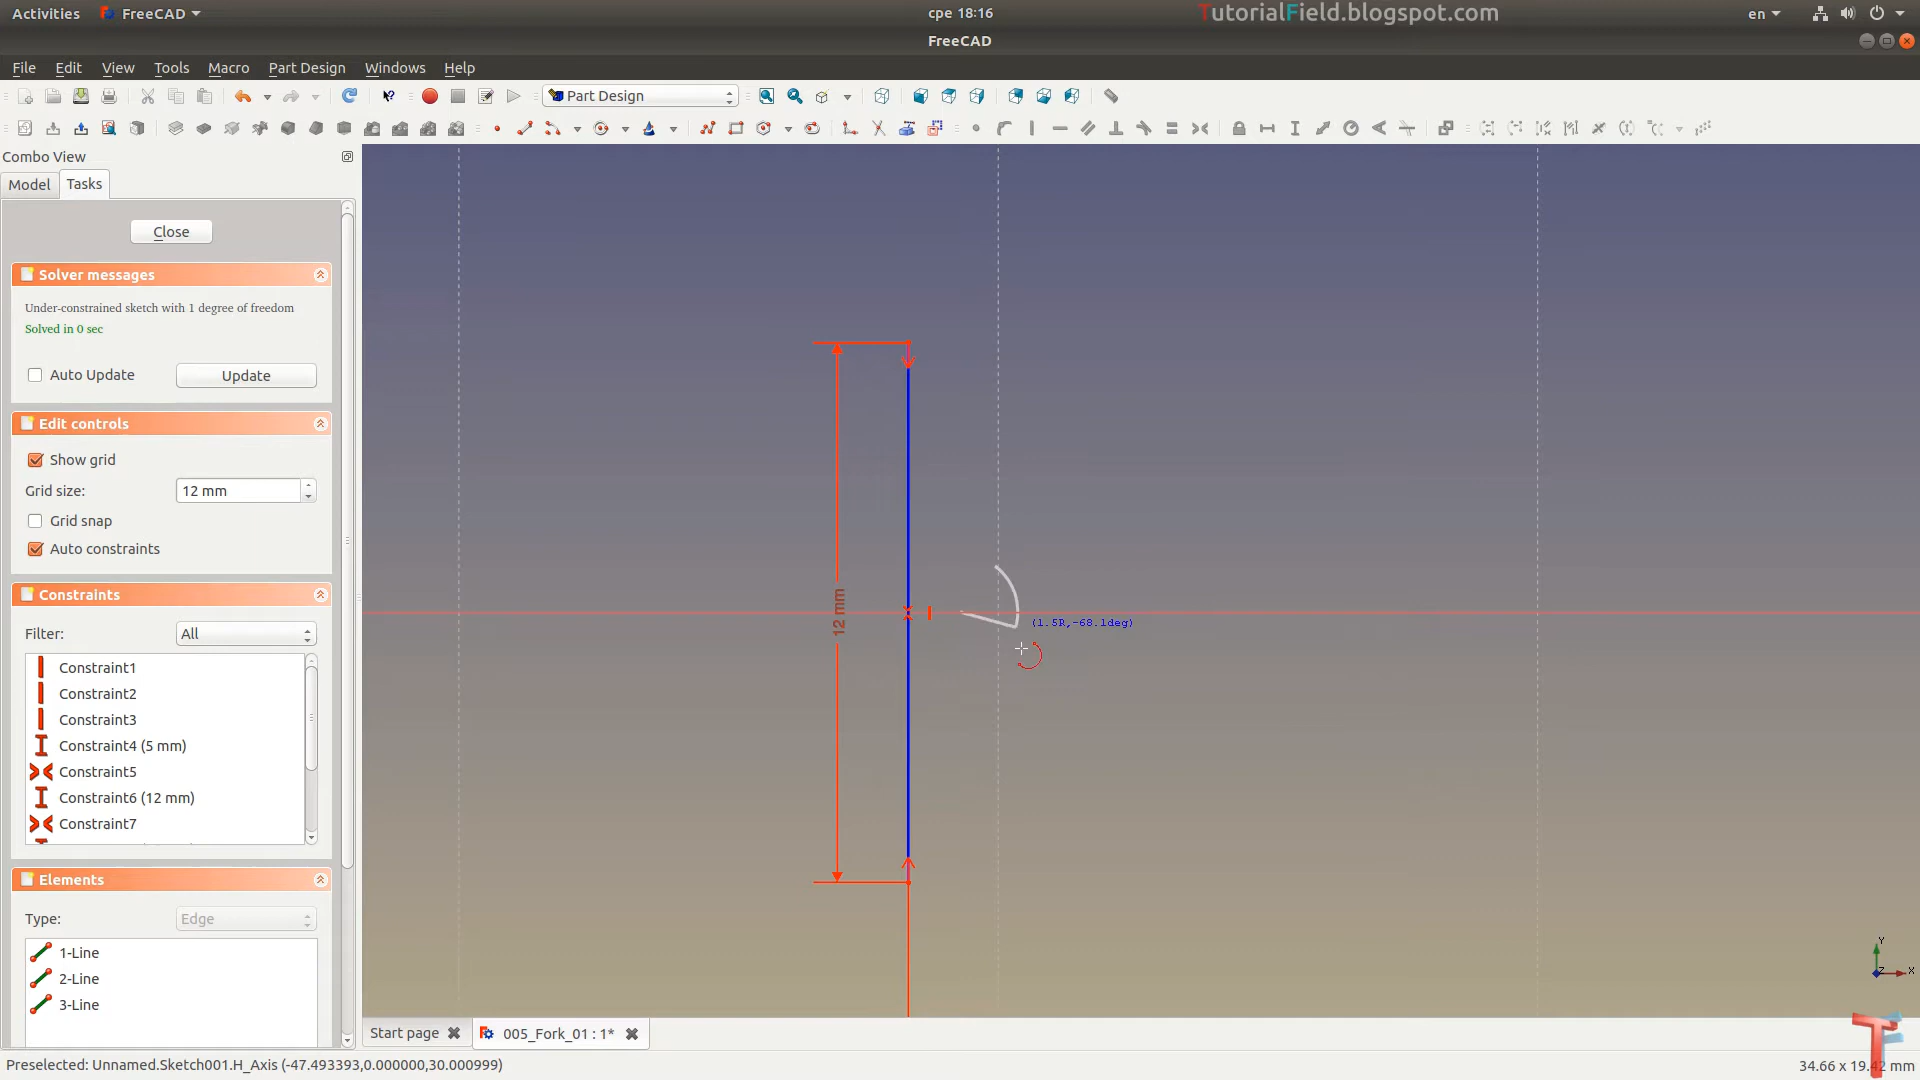 Activities FreeCAD cpe 18:16 TutorialField.blogspot.com en
FreeCAD
File Edit View Tools Macro Part Design Windows Help
Part Design
Combo View
Model Tasks
Close
Solver messages
Under-constrained sketch with 1 degree of freedom
Solved in 0 sec
Auto Update Update
Edit controls
Show grid
Grid size: 12 mm
Grid snap
Auto constraints
Constraints
Filter: All
Constraint1
Constraint2
Constraint3
Constraint4 (5 mm)
Constraint5
Constraint6 (12 mm)
Constraint7
Elements
Type: Edge
1-Line
2-Line
3-Line
12 mm
(1.5R,-68.1deg)
Y
Z X
Start page 005_Fork_01 : 1*
Preselected: Unnamed.Sketch001.H_Axis (-47.493393,0.000000,30.000999)
34.66 x 19.42 mm